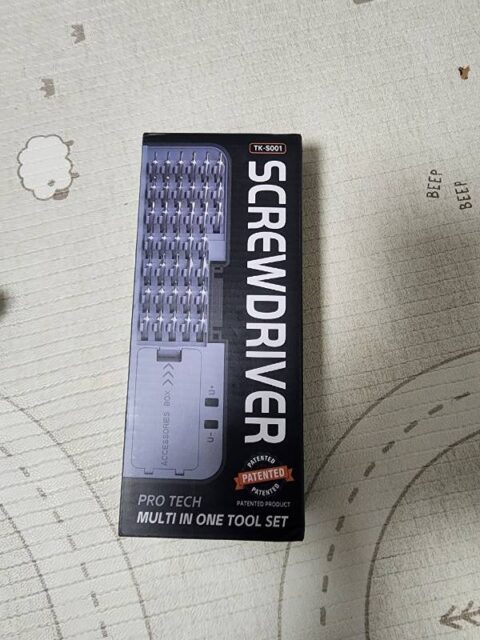 TK-S001
SCREWDRIVER
ACCESSORIES BOX
U+
U-
PATENTED
PATENTED
PATENTED
PATENTED PRODUCT
PRO TECH
MULTI IN ONE TOOL SET
BEEP
BEEP